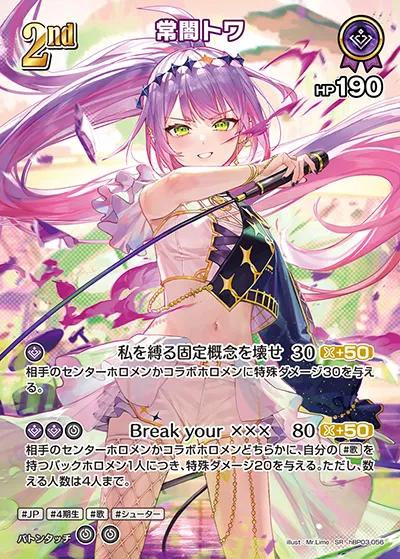 2nd
常闇トワ
HP190
私を縛る固定概念を壊せ 30 +50
相手のセンターホロメンかコラボホロメンに特殊ダメージ30を与え
る。
Break your ××× 80 +50
相手のセンターホロメンかコラボホロメンどちらかに、自分の #歌 を
持つバックホロメン1人につき、特殊ダメージ20を与える。ただし、数
える人数は4人まで。
#JP #4期生 #歌 #シューター
バトンタッチ
illust : Mr.Lime SR hBP03-056